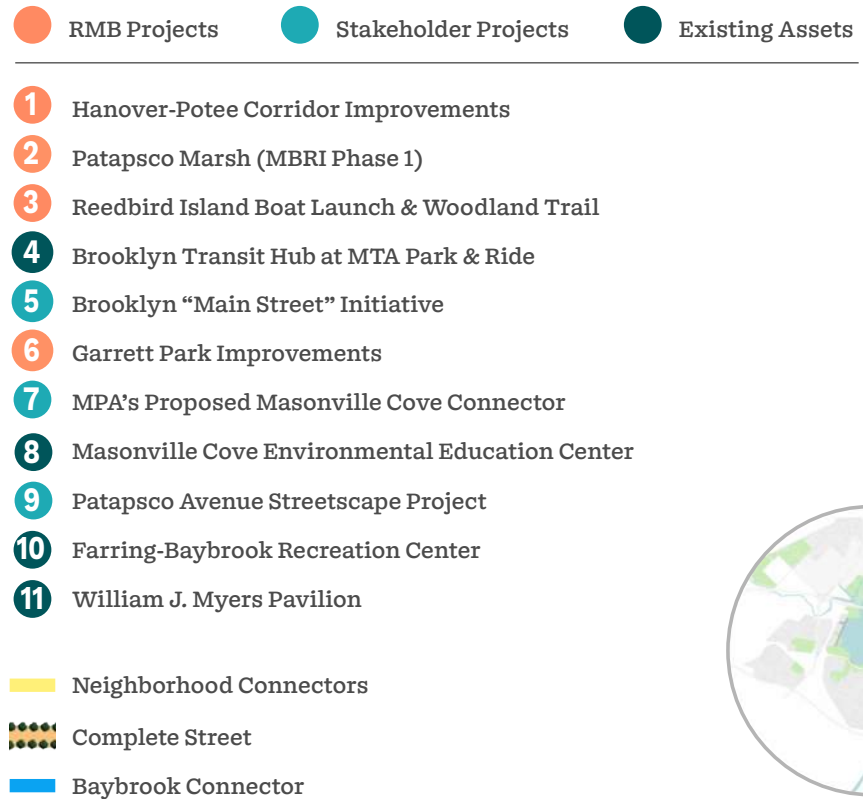 RMB Projects Stakeholder Projects Existing Assets
1 Hanover-Potee Corridor Improvements
2 Patapsco Marsh (MBRI Phase 1)
3 Reedbird Island Boat Launch & Woodland Trail
4 Brooklyn Transit Hub at MTA Park & Ride
5 Brooklyn “Main Street” Initiative
6 Garrett Park Improvements
7 MPA’s Proposed Masonville Cove Connector
8 Masonville Cove Environmental Education Center
9 Patapsco Avenue Streetscape Project
10 Farring-Baybrook Recreation Center
11 William J. Myers Pavilion
Neighborhood Connectors
Complete Street
Baybrook Connector